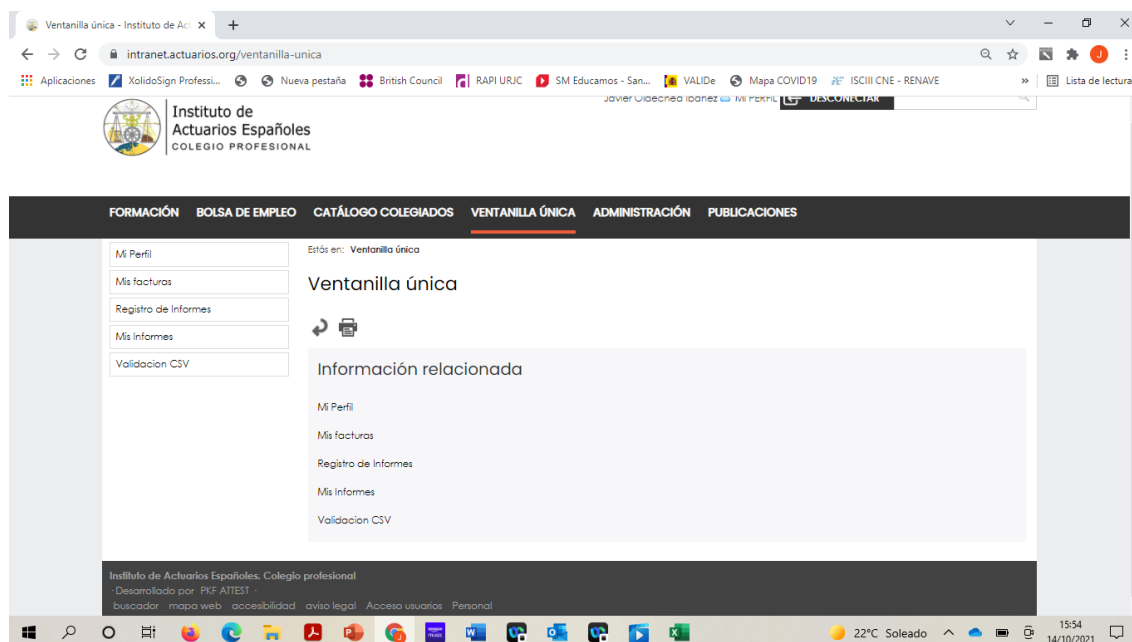 Ventanilla única - Instituto de Ac
intranet.actuarios.org/ventanilla-unica
Aplicaciones XolidoSign Professi... Nueva pestaña British Council RAPI URJC SM Educamos - San... VALIDe Mapa COVID19 ISCIII CNE - RENAVE » Lista de lectura
MI PERFIL DESCONECTAR
Instituto de
Actuarios Españoles
COLEGIO PROFESIONAL
FORMACIÓN BOLSA DE EMPLEO CATÁLOGO COLEGIADOS VENTANILLA ÚNICA ADMINISTRACIÓN PUBLICACIONES
Mi Perfil
Mis facturas
Registro de Informes
Mis Informes
Validacion CSV
Estás en: Ventanilla única
Ventanilla única
Información relacionada
Mi Perfil
Mis facturas
Registro de Informes
Mis Informes
Validacion CSV
Instituto de Actuarios Españoles. Colegio profesional
· Desarrollado por PKF ATTEST ·
buscador mapa web accesibilidad aviso legal Acceso usuarios Personal
22°C Soleado
15:54
14/10/2021